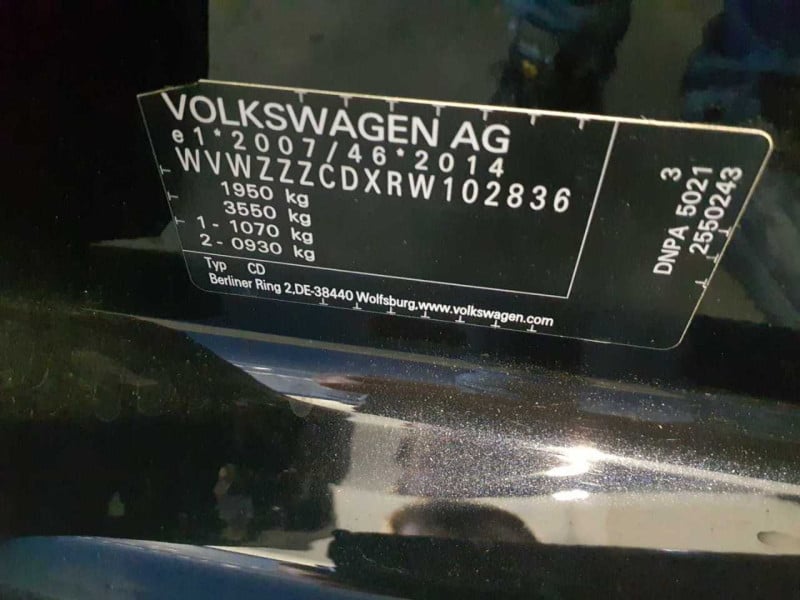 VOLKSWAGEN AG
e1*2007/46*2014
WVWZZZCDXRW102836
1950 kg
3550 kg
1- 1070 kg
2- 0930 kg
Typ CD
Berliner Ring 2,DE-38440 Wolfsburg,www.volkswagen.com
3
DNPA 5021
2550243